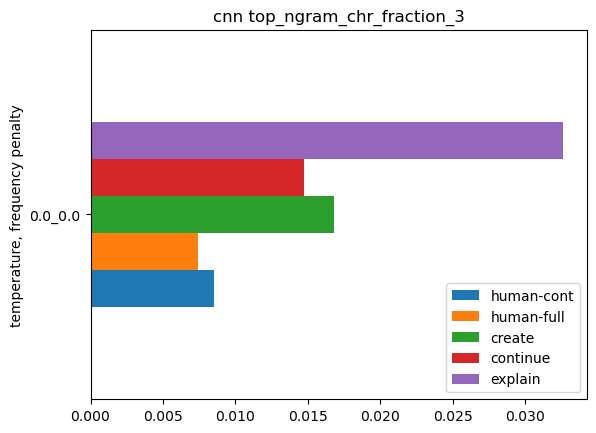 cnn top_ngram_chr_fraction_3
temperature, frequency penalty
0.0_0.0
human-cont
human-full
create
continue
explain
0.000 0.005 0.010 0.015 0.020 0.025 0.030